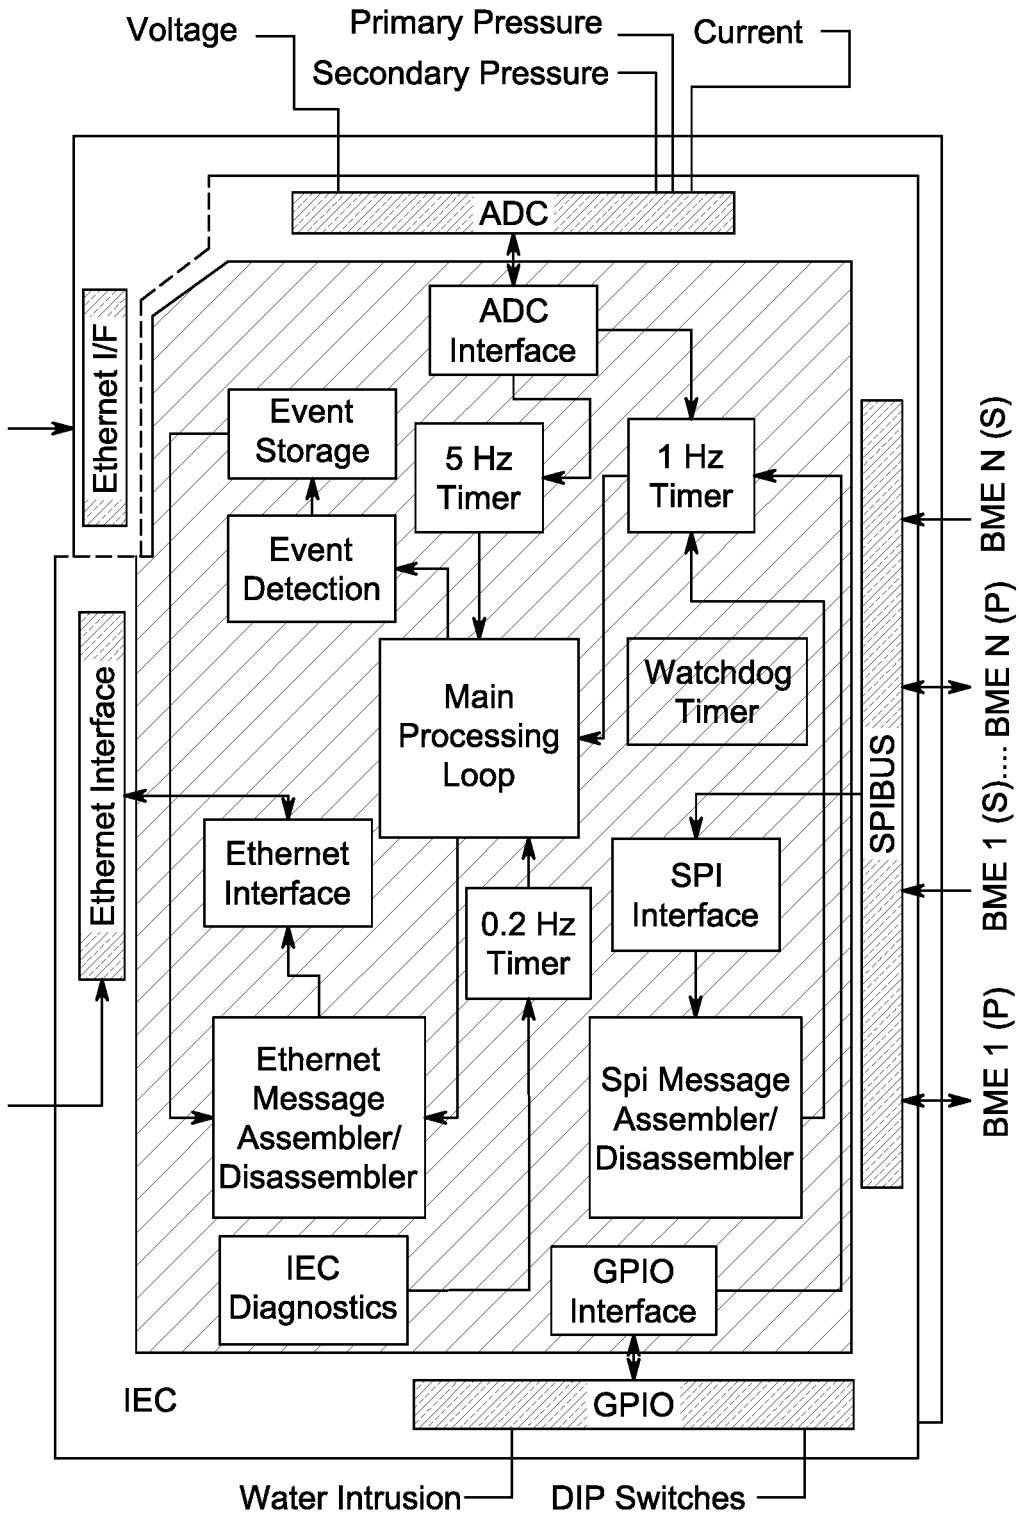 Voltage
Primary Pressure
Secondary Pressure
Current
ADC
ADC
Interface
Ethernet I/F
Event
Storage
5 Hz
Timer
1 Hz
Timer
Event
Detection
Main
Processing
Loop
Watchdog
Timer
Ethernet Interface
Ethernet
Interface
0.2 Hz
Timer
SPI
Interface
SPIBUS
BME N (S)
BME 1 (S).... BME N (P)
BME 1 (P)
Ethernet
Message
Assembler/
Disassembler
Spi Message
Assembler/
Disassembler
IEC
Diagnostics
GPIO
Interface
IEC
GPIO
Water Intrusion
DIP Switches